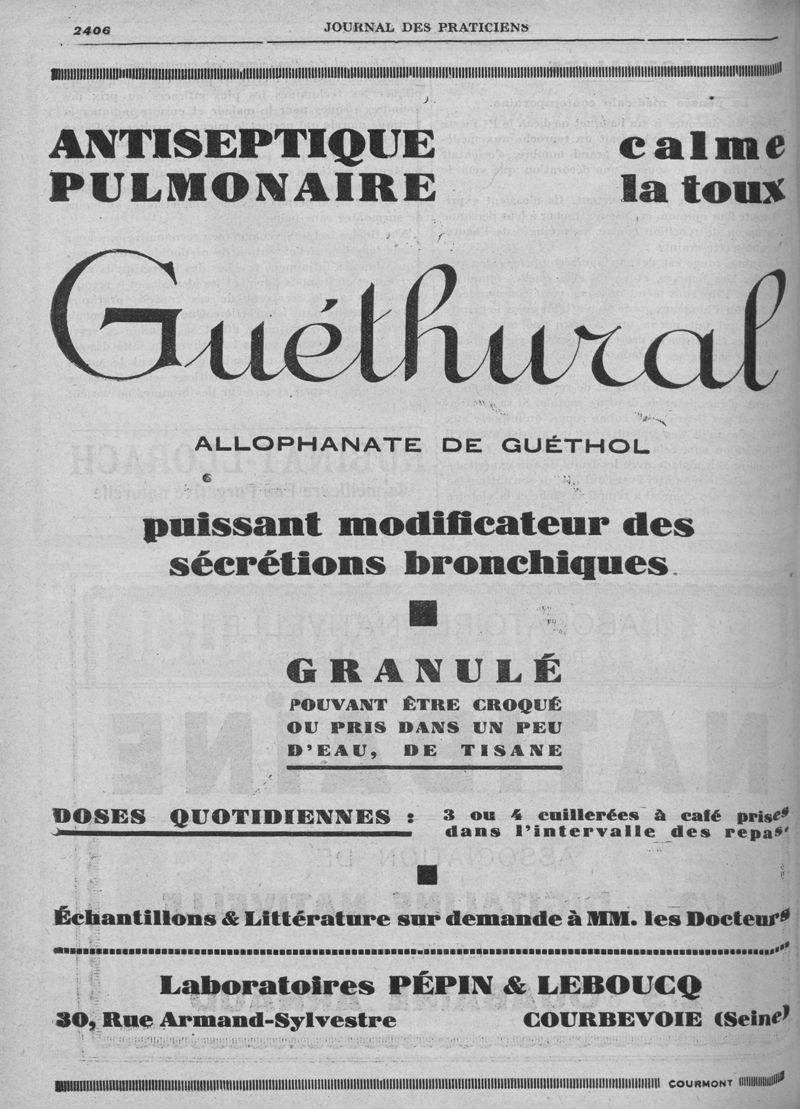 2406
JOURNAL DES PRATICIENS
ANTISEPTIQUE
PULMONAIRE
calme
la toux
Guéthural
ALLOPHANATE DE GUÉTHOL
puissant modificateur des
sécrétions bronchiques.
GRANULÉ
POUVANT ÊTRE CROQUÉ
OU PRIS DANS UN PEU
D'EAU, DE TISANE
DOSES QUOTIDIENNES :
3 ou 4 cuillerées à café prises
dans l'intervalle des repas.
Échantillons & Littérature sur demande à MM. les Docteurs
Laboratoires PÉPIN & LEBOUCQ
30, Rue Armand-Sylvestre
COURBEVOIE (Seine)
COURMONT